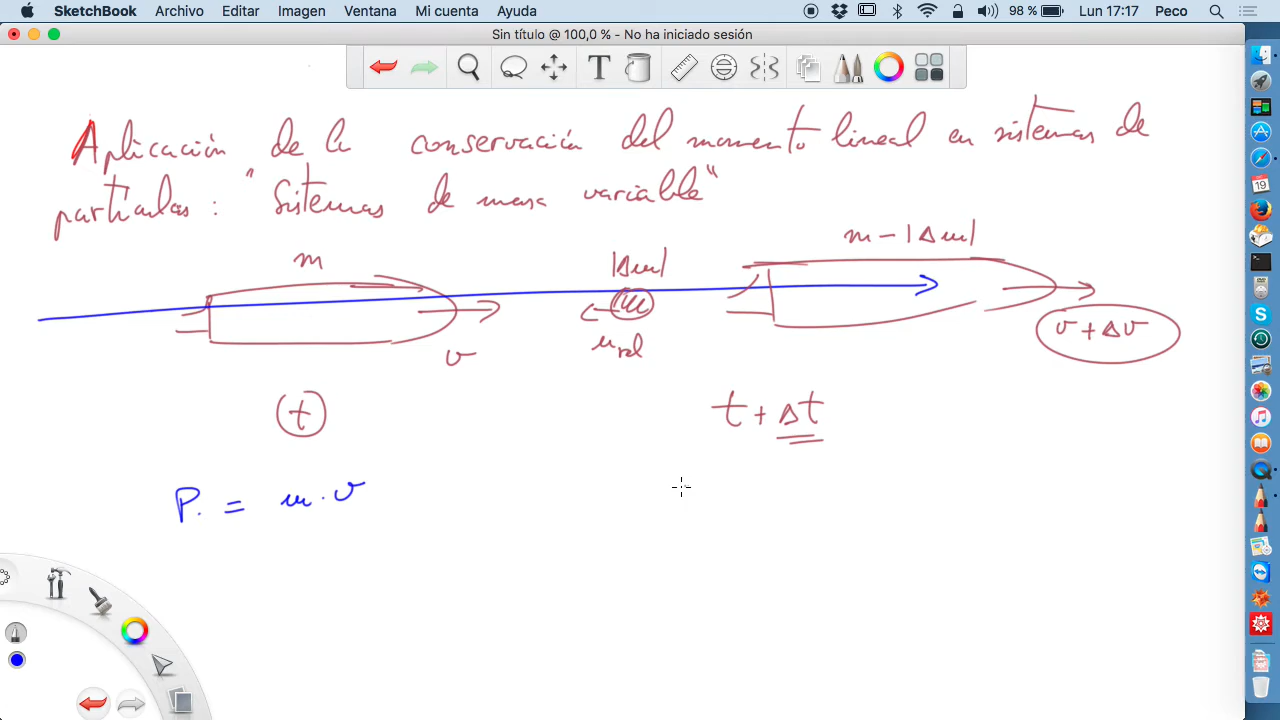 SketchBook Archivo Editar Imagen Ventana Mi cuenta Ayuda 98 % Lun 17:17 Peco
Sin título @ 100,0 % - No ha iniciado sesión
Aplicación de la conservación del momento lineal en sistemas de
partículas : "Sistemas de masa variable"
m |Δm| m - |Δm|
u rel
v
v + Δv
t t + Δt
P. = m · v
19